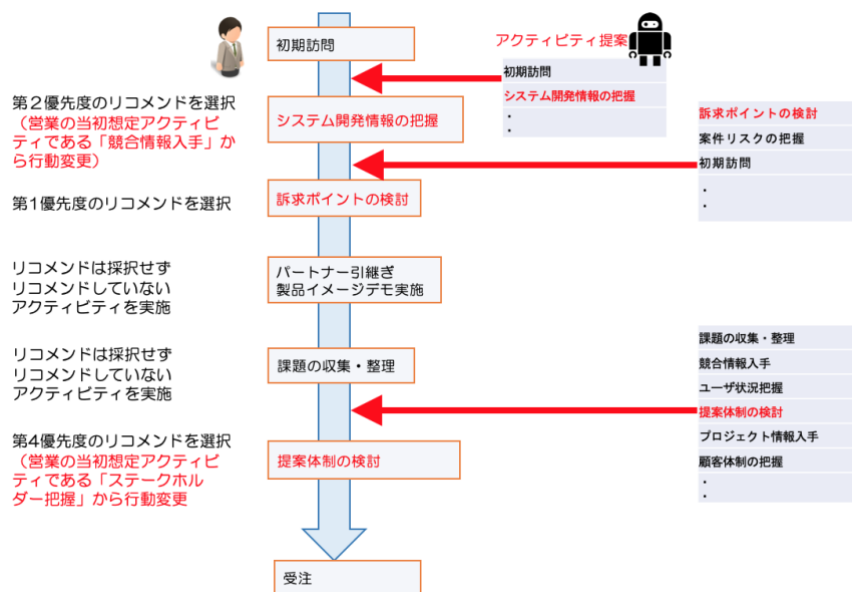 初期訪問
アクティビティ提案
初期訪問
システム開発情報の把握
・
・
第2優先度のリコメンドを選択
（営業の当初想定アクティビ
ティである「競合情報入手」か
ら行動変更）
システム開発情報の把握
訴求ポイントの検討
案件リスクの把握
初期訪問
・
・
第1優先度のリコメンドを選択
訴求ポイントの検討
リコメンドは採択せず
リコメンドしていない
アクティビティを実施
パートナー引継ぎ
製品イメージデモ実施
リコメンドは採択せず
リコメンドしていない
アクティビティを実施
課題の収集・整理
課題の収集・整理
競合情報入手
ユーザ状況把握
提案体制の検討
プロジェクト情報入手
顧客体制の把握
・
・
第4優先度のリコメンドを選択
（営業の当初想定アクティビ
ティである「ステークホル
ダー把握」から行動変更
提案体制の検討
受注